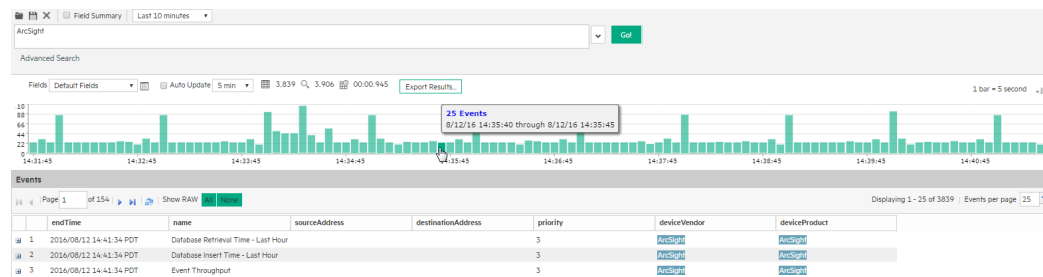 Field Summary Last 10 minutes
ArcSight
Go!
Advanced Search
Fields Default Fields Auto Update 5 min 3,839 3,906 00:00.945 Export Results...
1 bar = 5 second
25 Events
8/12/16 14:35:40 through 8/12/16 14:35:45
.10
88
66
44
22
0
14:31:45 14:32:45 14:33:45 14:34:45 14:35:45 14:36:45 14:37:45 14:38:45 14:39:45 14:40:45
Events
Page 1 of 154 Show RAW All None Displaying 1 - 25 of 3839 Events per page 25
endTime name sourceAddress destinationAddress priority deviceVendor deviceProduct
1 2016/08/12 14:41:34 PDT Database Retrieval Time - Last Hour 3 ArcSight ArcSight
2 2016/08/12 14:41:34 PDT Database Insert Time - Last Hour 3 ArcSight ArcSight
3 2016/08/12 14:41:34 PDT Event Throughput 3 ArcSight ArcSight